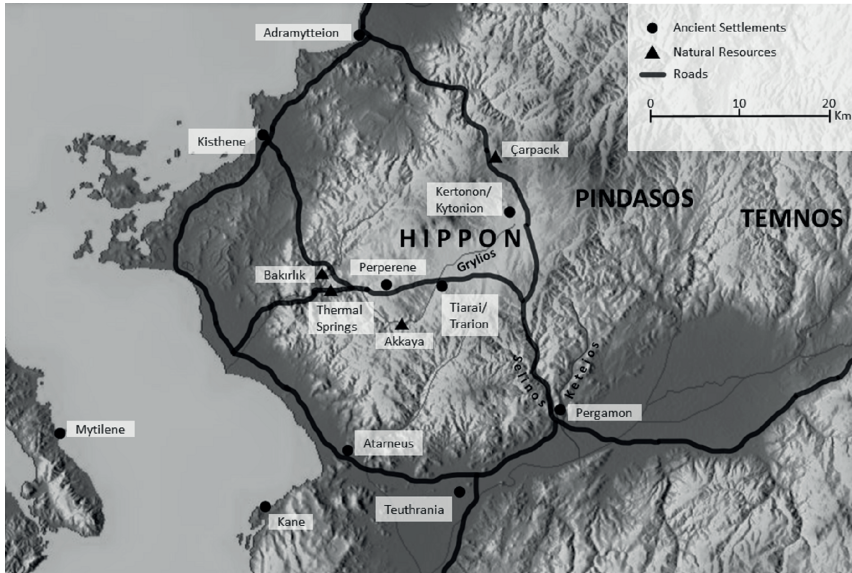 Adramytteion
Ancient Settlements
Natural Resources
Roads
0 10 20
Km
Kisthene
Çarpacık
Kertonon/
Kytonion
PINDASOS
TEMNOS
HIPPON
Grylios
Bakırlık
Perperene
Thermal
Springs
Tiarai/
Trarion
Akkaya
Selinos
Ketejos
Pergamon
Mytilene
Atarneus
Teuthrania
Kane